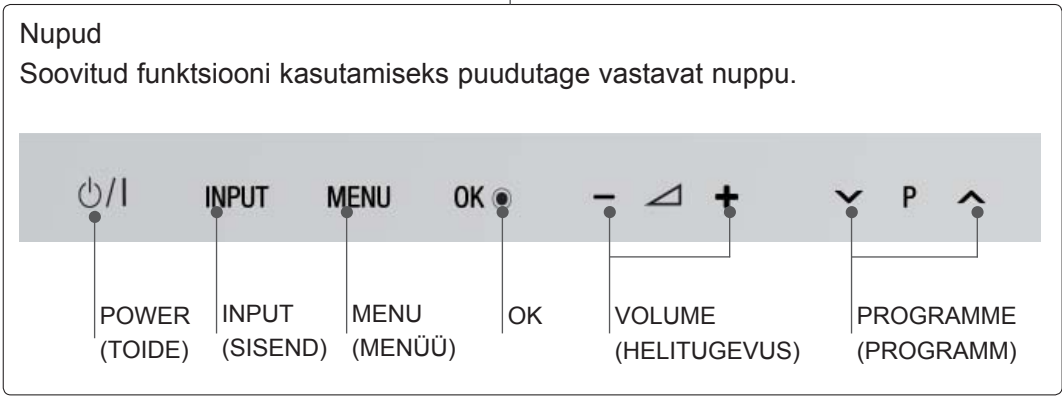 Nupud
Soovitud funktsiooni kasutamiseks puudutage vastavat nuppu.
⏻/I INPUT MENU OK − + P
POWER INPUT MENU OK VOLUME PROGRAMME
(TOIDE) (SISEND) (MENÜÜ) (HELITUGEVUS) (PROGRAMM)